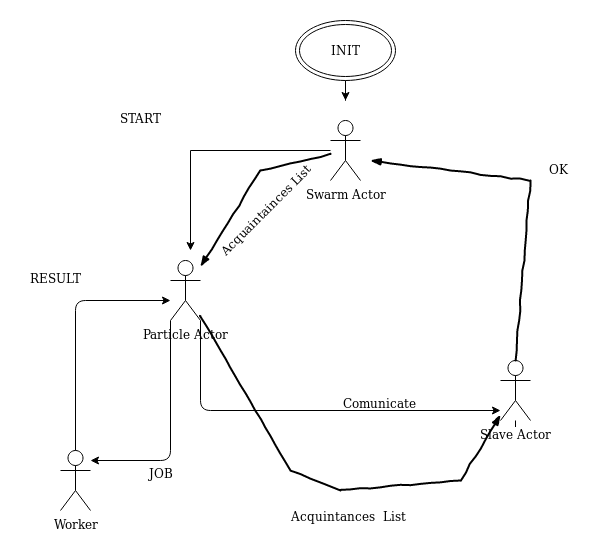 INIT
START
Swarm Actor
OK
Acquaintainces List
RESULT
Particle Actor
Comunicate
Slave Actor
JOB
Worker
Acquintances List